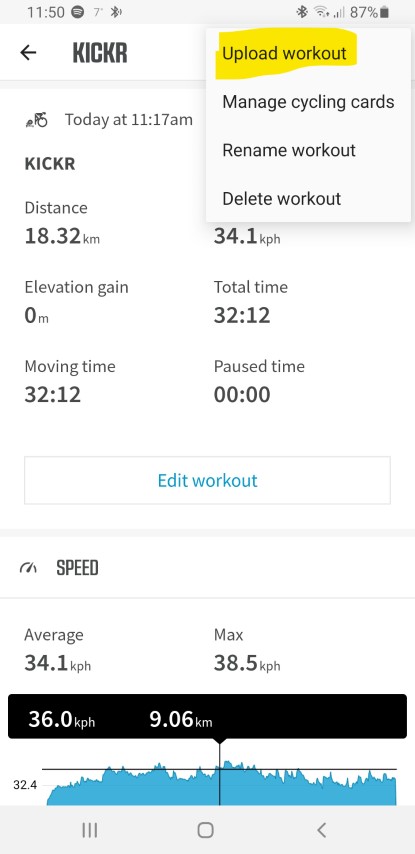 11:50 7° 87%
KICKR
Upload workout
Manage cycling cards
Rename workout
Delete workout
Today at 11:17am
KICKR
Distance
18.32 km 34.1 kph
Elevation gain Total time
0 m 32:12
Moving time Paused time
32:12 00:00
Edit workout
SPEED
Average Max
34.1 kph 38.5 kph
36.0 kph 9.06 km
32.4